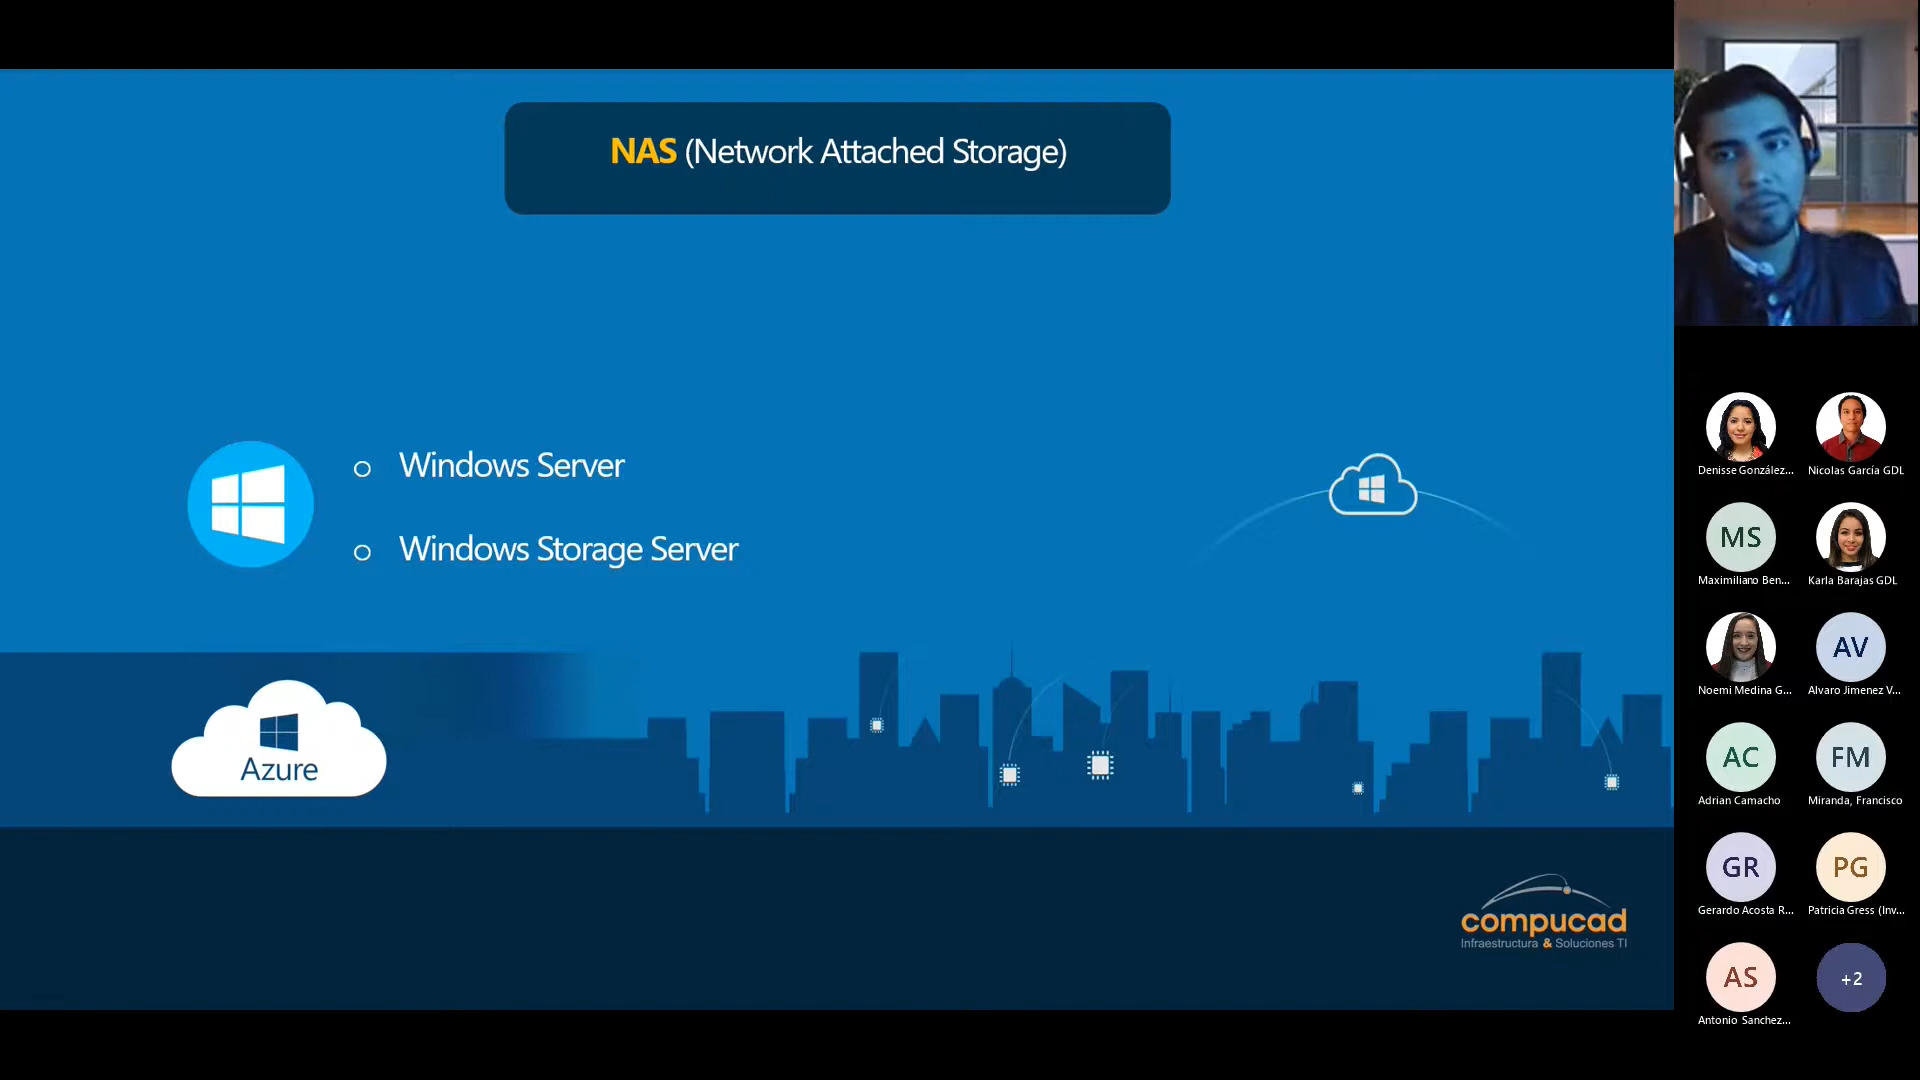 NAS (Network Attached Storage)
Windows Server
Windows Storage Server
Azure
compucad
Infraestructura & Soluciones TI
Denisse González...
Nicolas García GDL
MS
Maximiliano Ben...
Karla Barajas GDL
Noemi Medina G...
AV
Alvaro Jimenez V...
AC
Adrian Camacho
FM
Miranda, Francisco
GR
Gerardo Acosta R...
PG
Patricia Gress (Inv...
AS
Antonio Sanchez...
+2